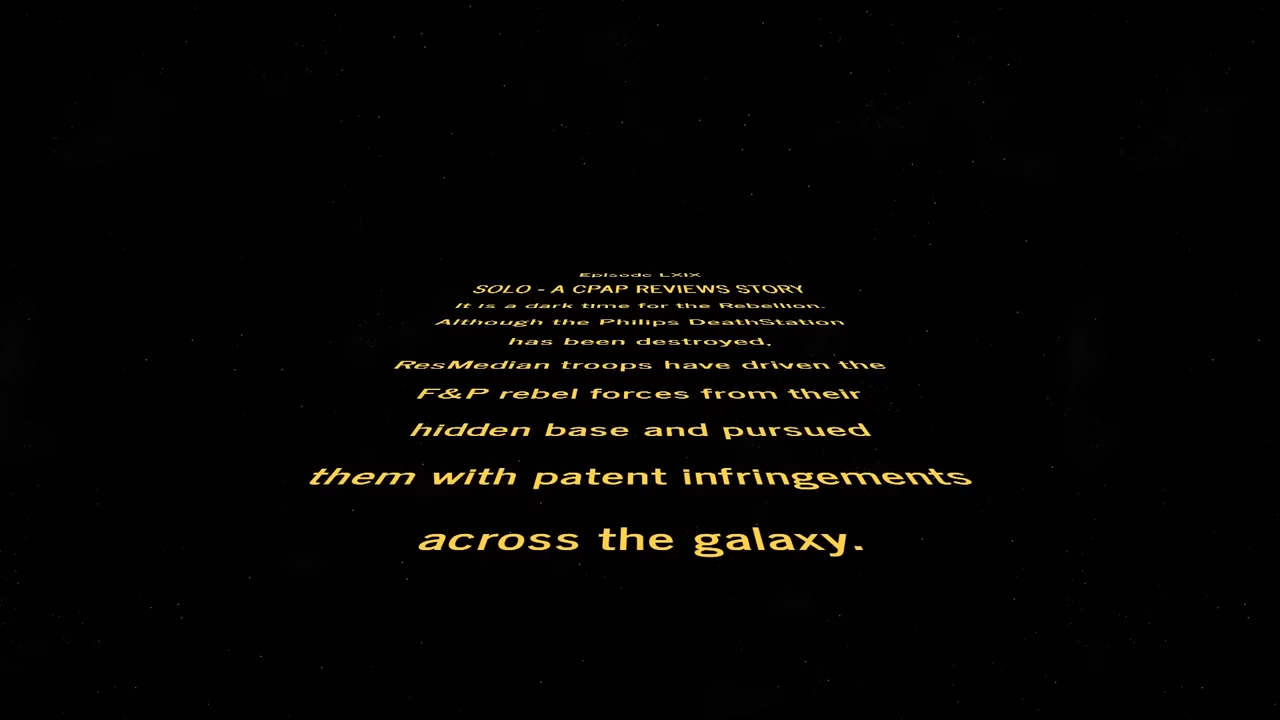 Episode LXIX
SOLO - A CPAP REVIEWS STORY
It is a dark time for the Rebellion.
Although the Philips DeathStation
has been destroyed,
ResMedian troops have driven the
F&P rebel forces from their
hidden base and pursued
them with patent infringements
across the galaxy.